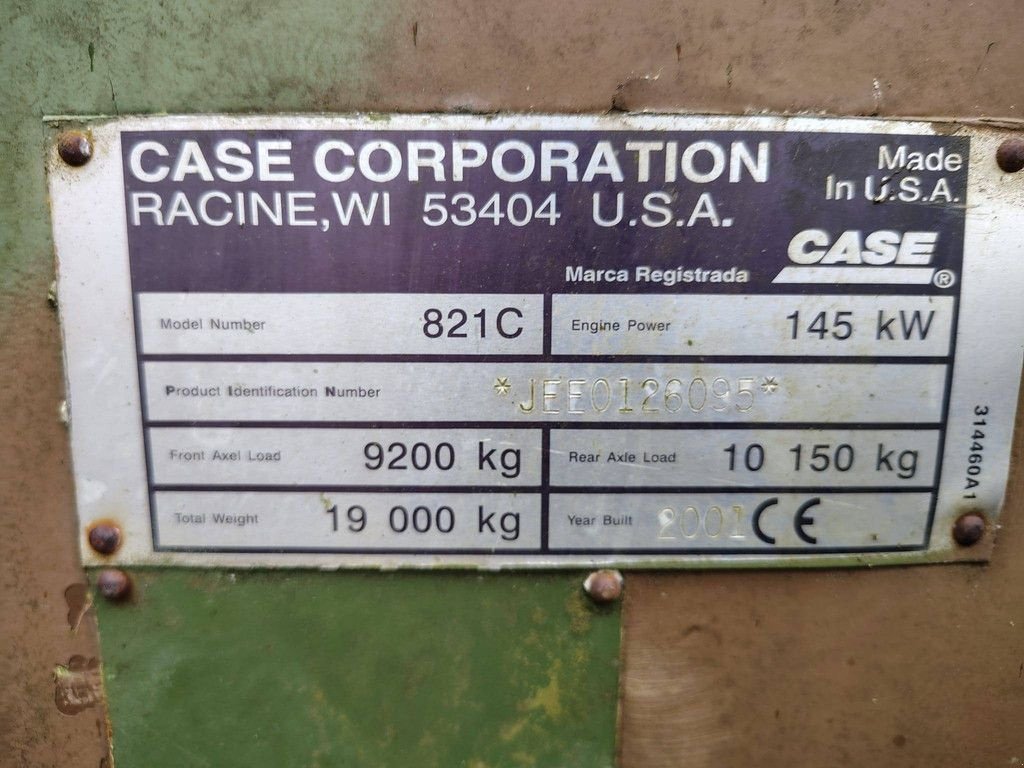 CASE CORPORATION
RACINE, WI 53404 U.S.A.
Made
In U.S.A.
CASE ®
Marca Registrada
Model Number 821C
Engine Power 145 kW
Product Identification Number *JEE0126095*
Front Axel Load 9200 kg
Rear Axle Load 10 150 kg
Total Weight 19 000 kg
Year Built 2001 CE
314460A1